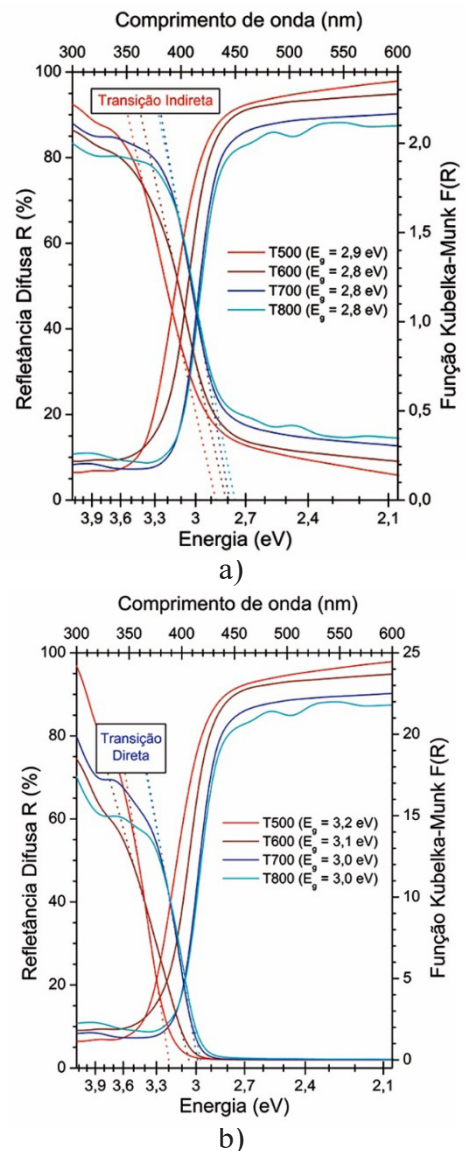 Comprimento de onda (nm)
300 350 400 450 500 550 600
100
80
60
40
20
0
Refletância Difusa R (%)
Transição Indireta
T500 (Eg = 2,9 eV)
T600 (Eg = 2,8 eV)
T700 (Eg = 2,8 eV)
T800 (Eg = 2,8 eV)
2,0
1,5
1,0
0,5
0,0
Função Kubelka-Munk F(R)
3,9 3,6 3,3 3 2,7 2,4 2,1
Energia (eV)
a)
Comprimento de onda (nm)
300 350 400 450 500 550 600
100
80
60
40
20
0
Refletância Difusa R (%)
Transição
Direta
T500 (Eg = 3,2 eV)
T600 (Eg = 3,1 eV)
T700 (Eg = 3,0 eV)
T800 (Eg = 3,0 eV)
25
20
15
10
5
0
Função Kubelka-Munk F(R)
3,9 3,6 3,3 3 2,7 2,4 2,1
Energia (eV)
b)